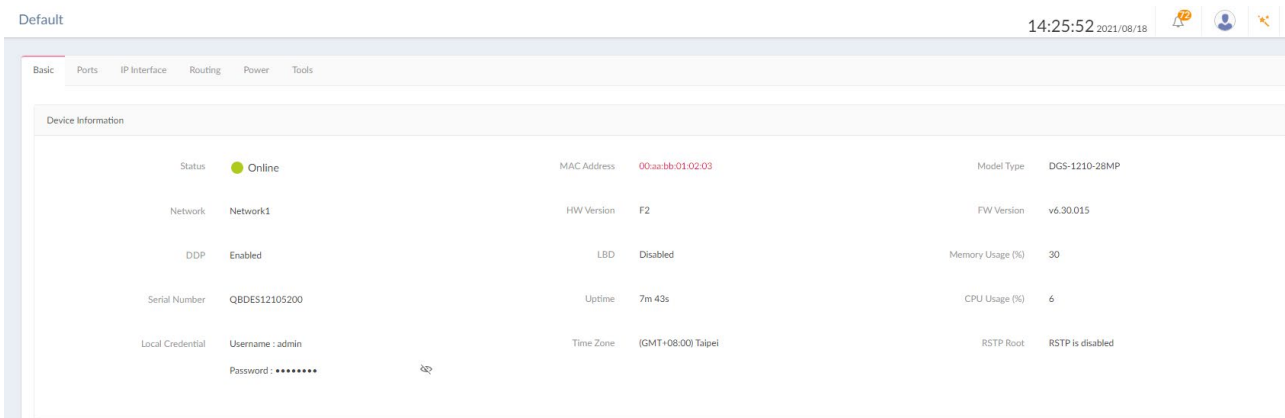 Default
14:25:52 2021/08/18
72
Basic Ports IP Interface Routing Power Tools
Device Information
Status Online MAC Address 00:aa:bb:01:02:03 Model Type DGS-1210-28MP
Network Network1 HW Version F2 FW Version v6.30.015
DDP Enabled LBD Disabled Memory Usage (%) 30
Serial Number QBDES12105200 Uptime 7m 43s CPU Usage (%) 6
Local Credential Username : admin Time Zone (GMT+08:00) Taipei RSTP Root RSTP is disabled
Password : ••••••••